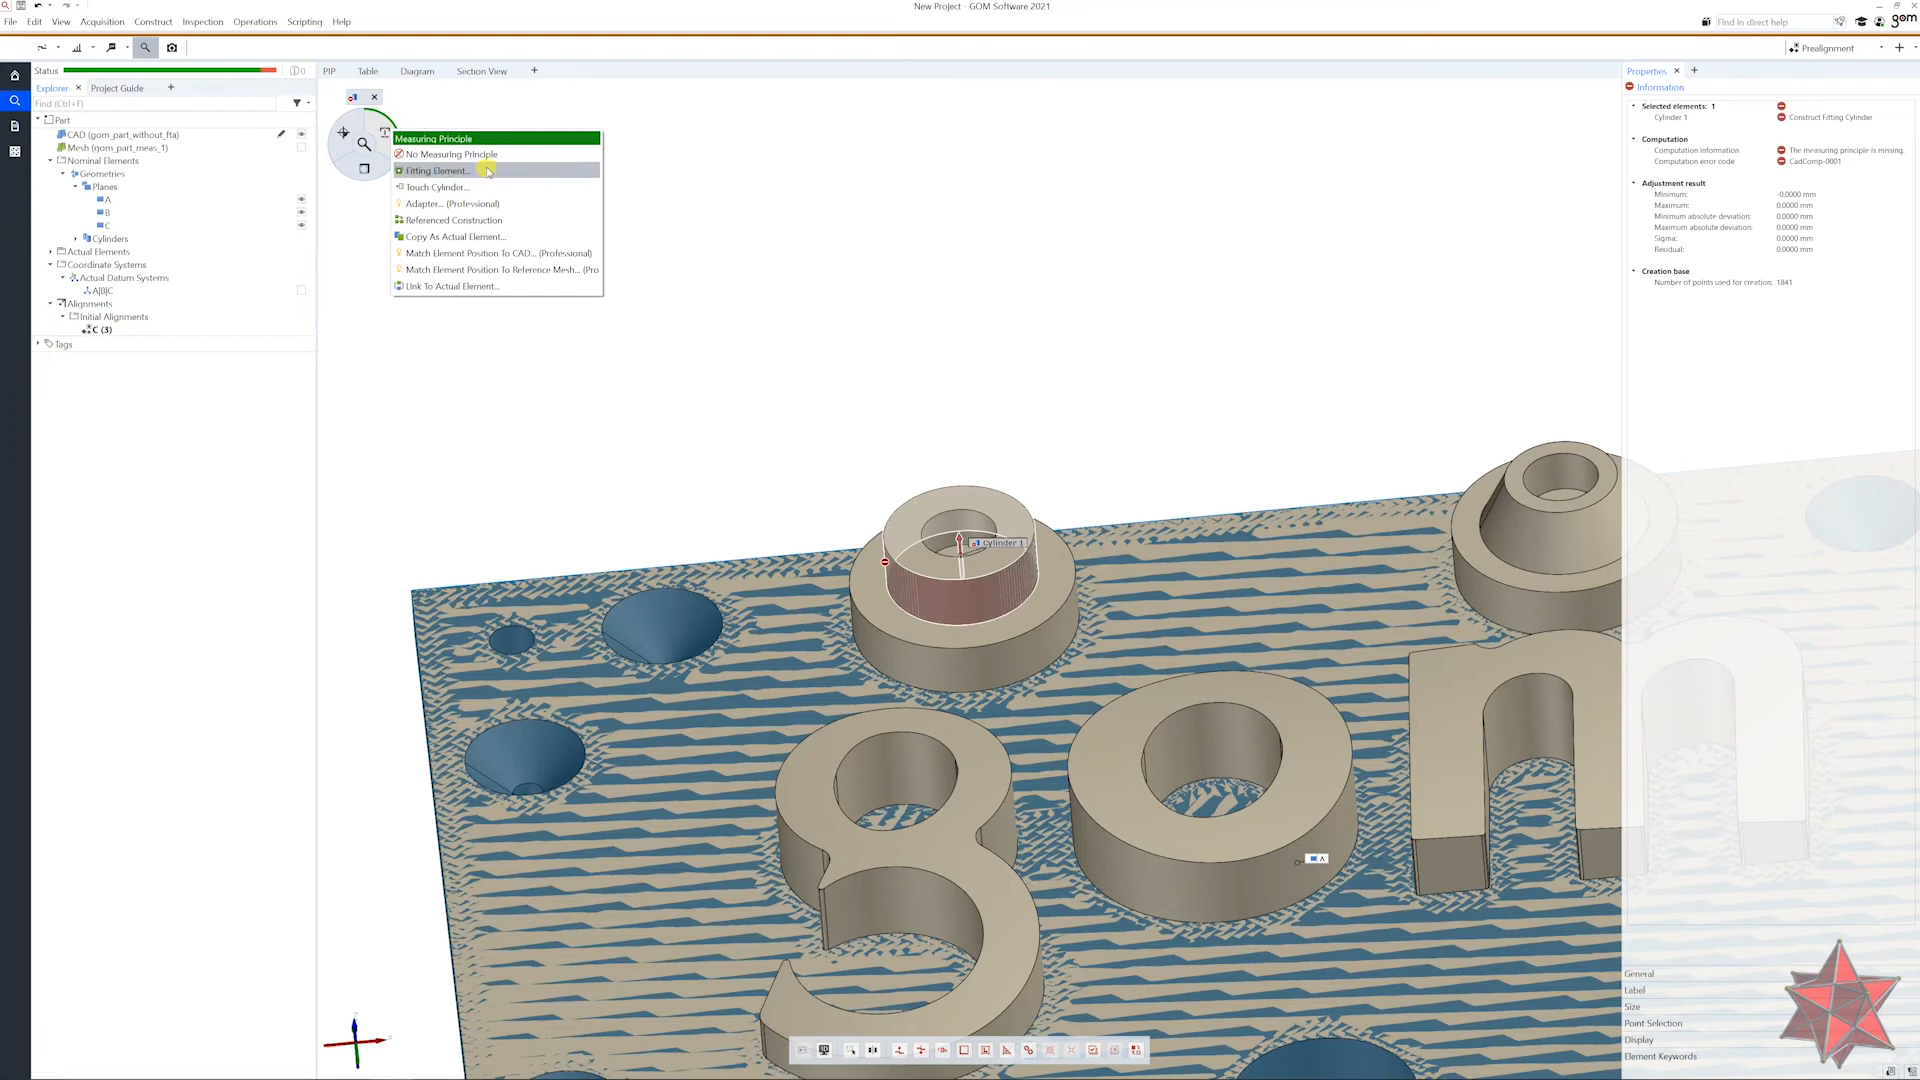 New Project - GOM Software 2021
File Edit View Acquisition Construct Inspection Operations Scripting Help
Find in direct help
gom
Prealignment
Status
0
PIP Table Diagram Section View
Explorer Project Guide
Find (Ctrl+F)
Part
CAD (gom_part_without_fta)
Mesh (gom_part_meas_1)
Nominal Elements
Geometries
Planes
A
B
C
Cylinders
Actual Elements
Coordinate Systems
Actual Datum Systems
A|B|C
Alignments
Initial Alignments
C (3)
Tags
Measuring Principle
No Measuring Principle
Fitting Element...
Touch Cylinder...
Adapter... (Professional)
Referenced Construction
Copy As Actual Element...
Match Element Position To CAD... (Professional)
Match Element Position To Reference Mesh... (Pro
Link To Actual Element...
Cylinder 1
A
Properties
Information
Selected elements: 1
Cylinder 1 Construct Fitting Cylinder
Computation
Computation information The measuring principle is missing.
Computation error code CadComp-0001
Adjustment result
Minimum: -0.0000 mm
Maximum: 0.0000 mm
Minimum absolute deviation: 0.0000 mm
Maximum absolute deviation: 0.0000 mm
Sigma: 0.0000 mm
Residual: 0.0000 mm
Creation base
Number of points used for creation: 1841
General
Label
Size
Point Selection
Display
Element Keywords